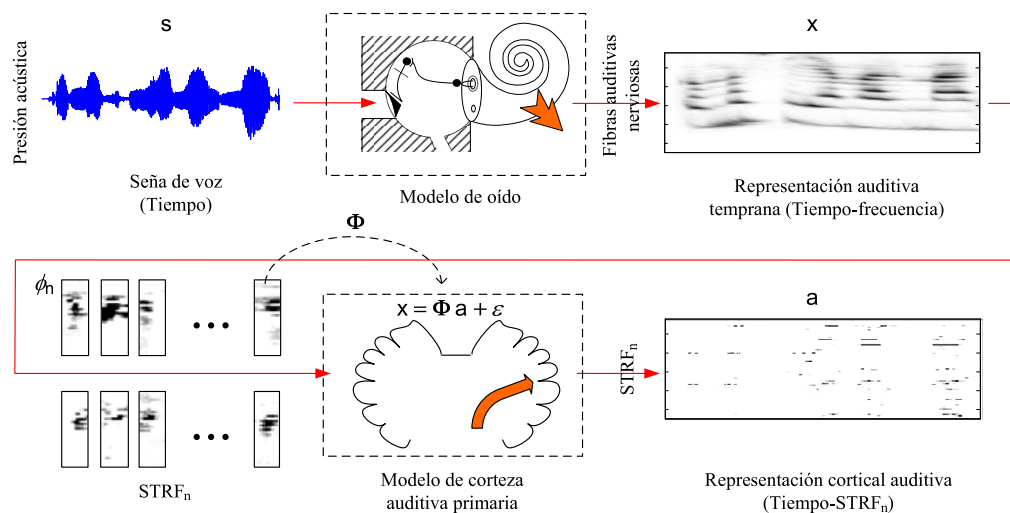 s
Presión acústica
Seña de voz
(Tiempo)
Modelo de oído
Fibras auditivas
nerviosas
x
Representación auditiva
temprana (Tiempo-frecuencia)
Φ
ϕn
STRFn
x = Φ a + ε
Modelo de corteza
auditiva primaria
a
STRFn
Representación cortical auditiva
(Tiempo-STRFn)